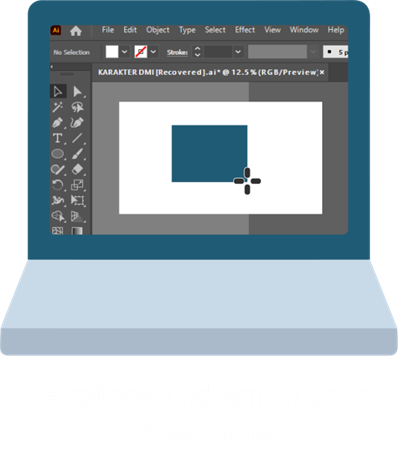 Ai File Edit Object Type Select Effect View Window Help
No Selection Stroke: 5 p
KARAKTER DMI [Recovered].ai* @ 12.5 % (RGB/Preview) ×